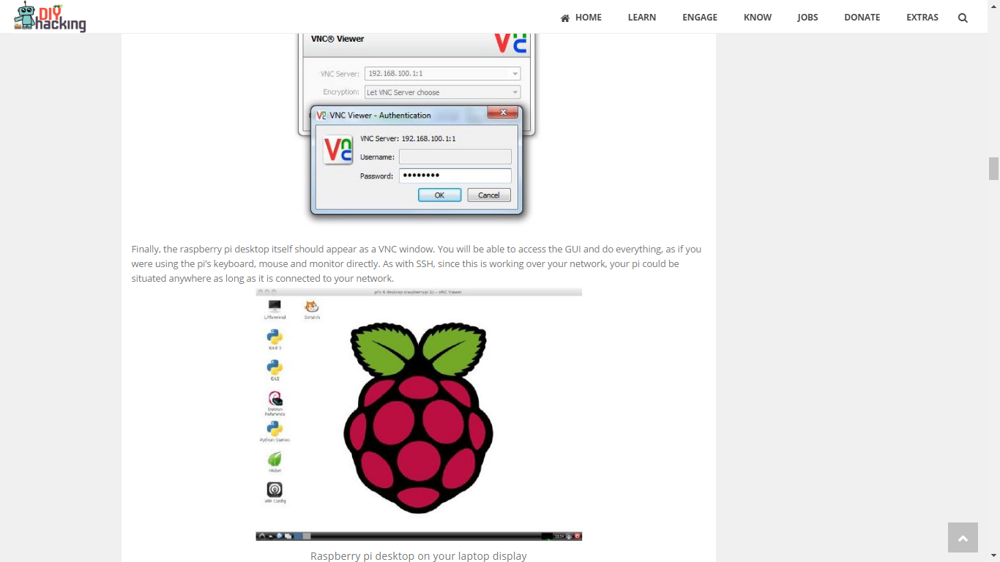 DIY
hacking
HOME
LEARN
ENGAGE
KNOW
JOBS
DONATE
EXTRAS
VNC® Viewer
VNC Server: 192.168.100.1:1
Encryption: Let VNC Server choose
VNC Viewer - Authentication
VNC Server: 192.168.100.1:1
Username:
Password:
OK Cancel
Finally, the raspberry pi desktop itself should appear as a VNC window. You will be able to access the GUI and do everything, as if you
were using the pi's keyboard, mouse and monitor directly. As with SSH, since this is working over your network, your pi could be
situated anywhere as long as it is connected to your network.
pi's X desktop (raspberrypi:1) – VNC Viewer
LXTerminal
Scratch
IDLE 3
IDLE
Debian
Reference
Python Games
Midori
WiFi Config
Raspberry pi desktop on your laptop display